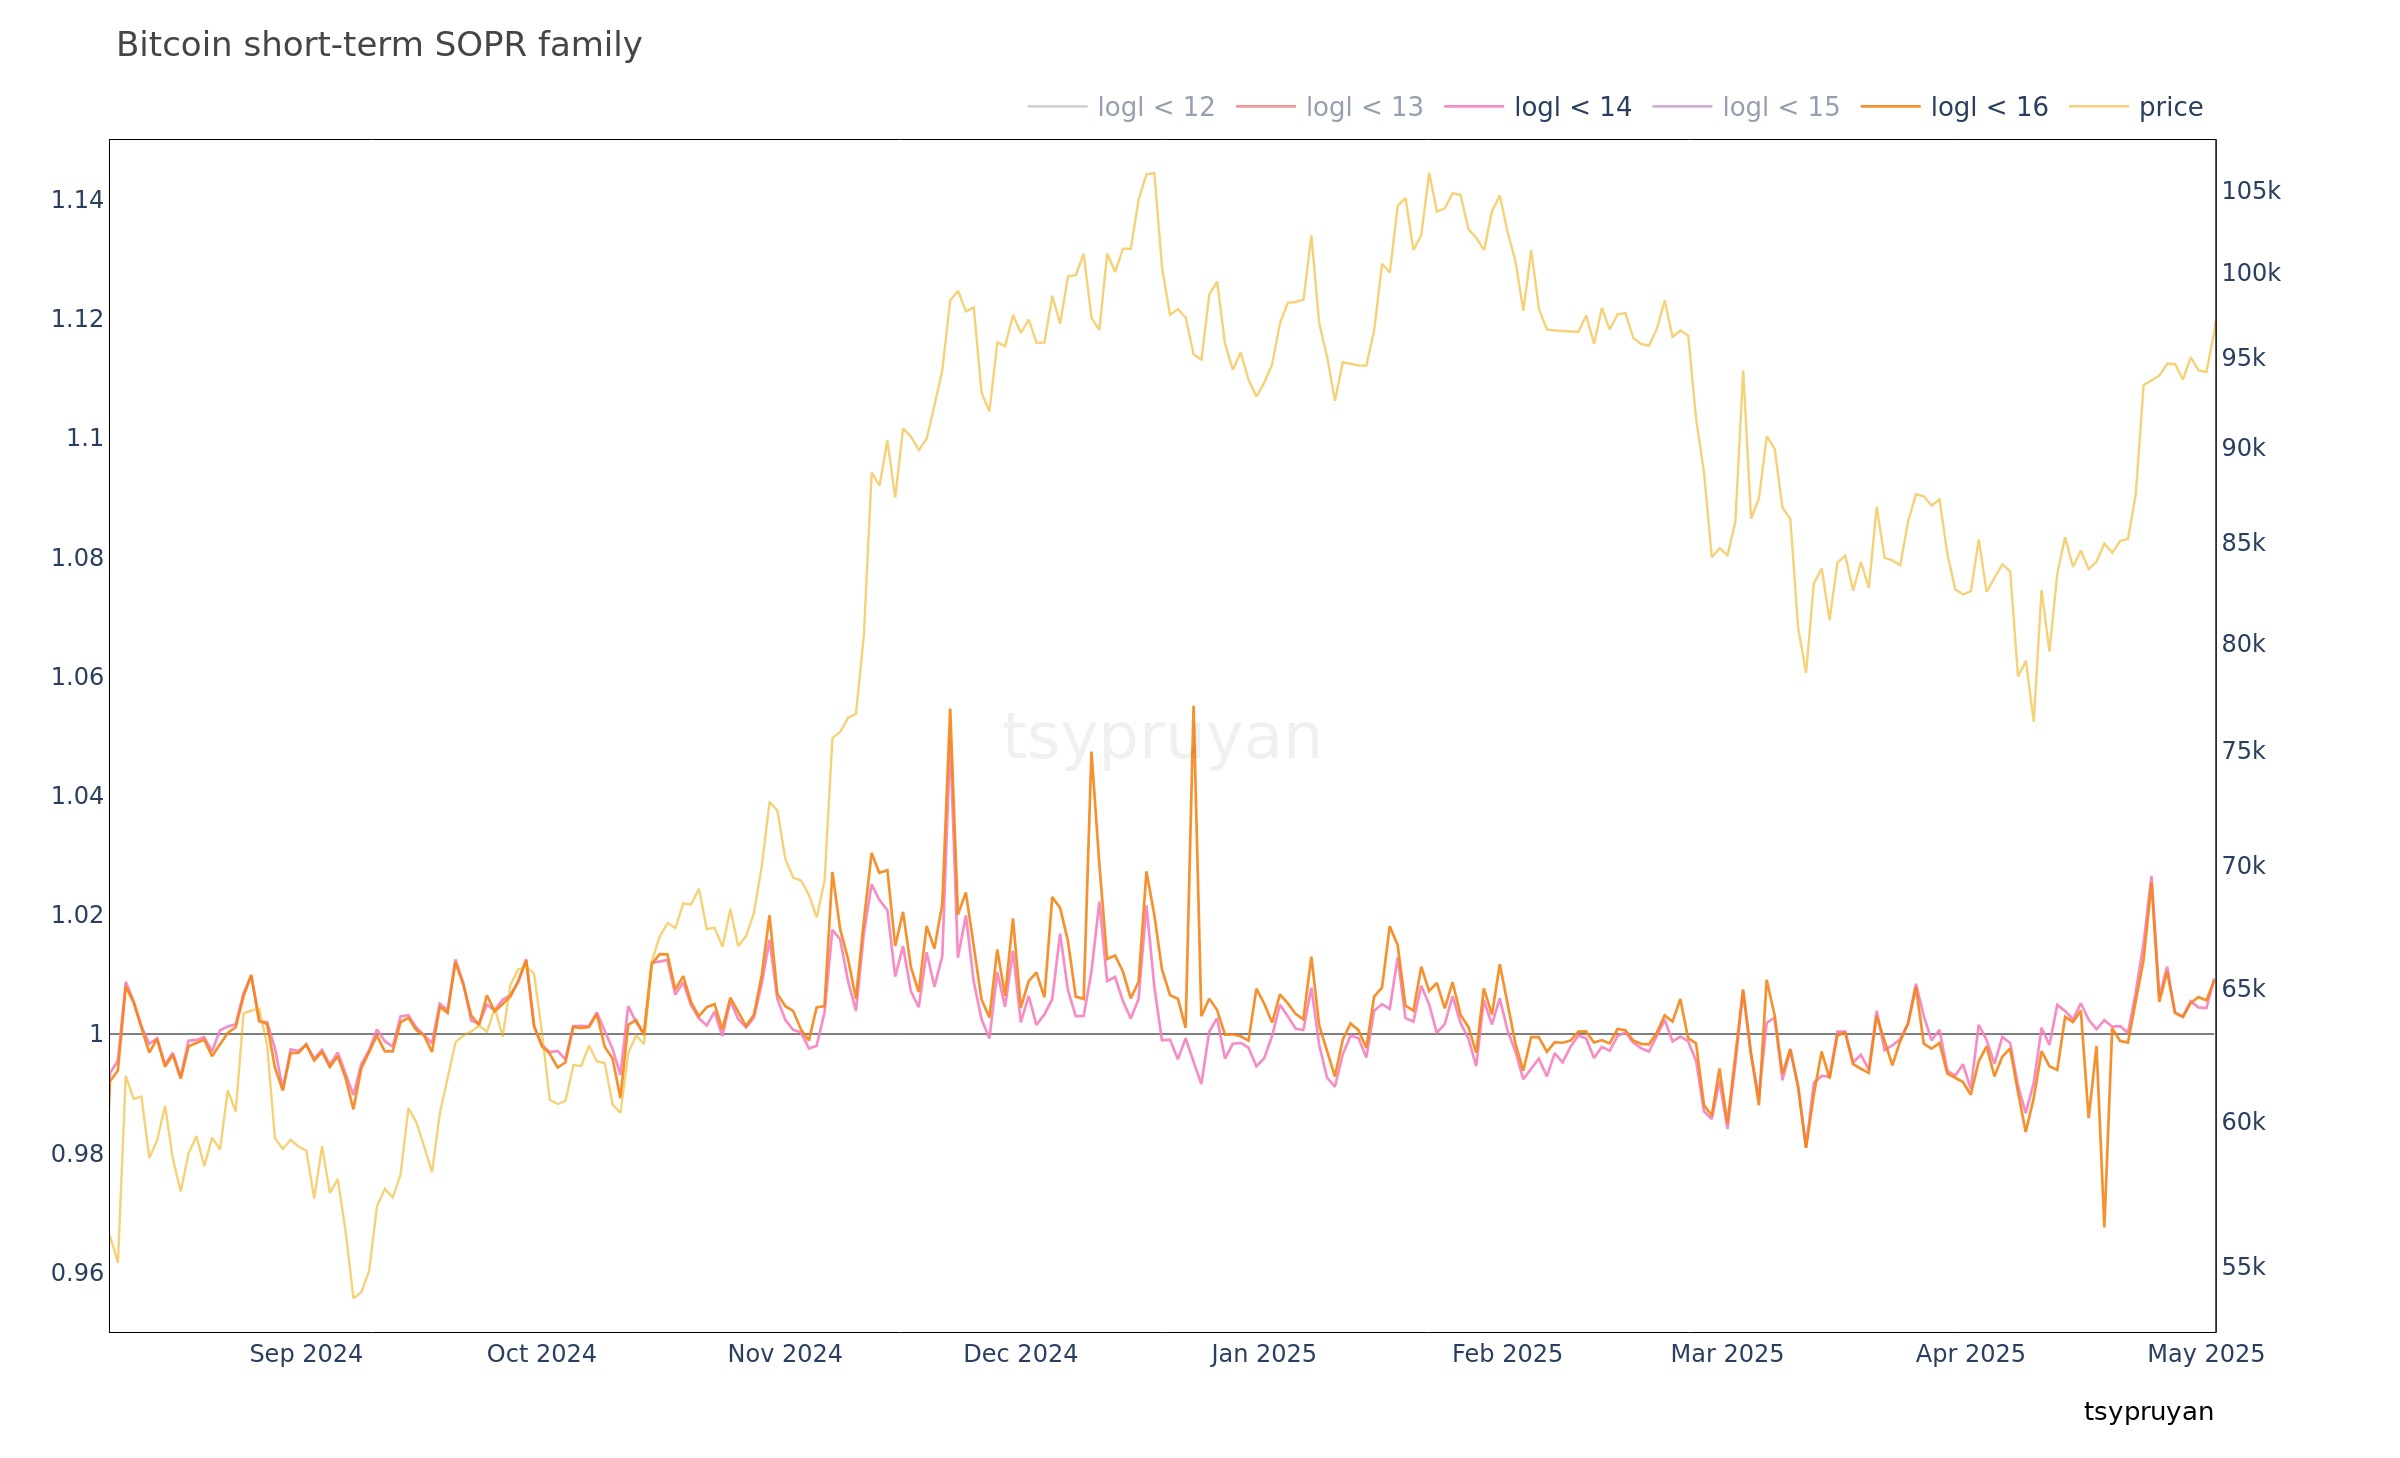 Bitcoin short-term SOPR family
logl < 12 logl < 13 logl < 14 logl < 15 logl < 16 price
1.14 105k
1.12 100k
1.1 95k
1.08 90k
1.06 85k
1.04 80k
1.02 75k
1 70k
0.98 65k
0.96 60k
55k
tsypruyan
Sep 2024 Oct 2024 Nov 2024 Dec 2024 Jan 2025 Feb 2025 Mar 2025 Apr 2025 May 2025
tsypruyan